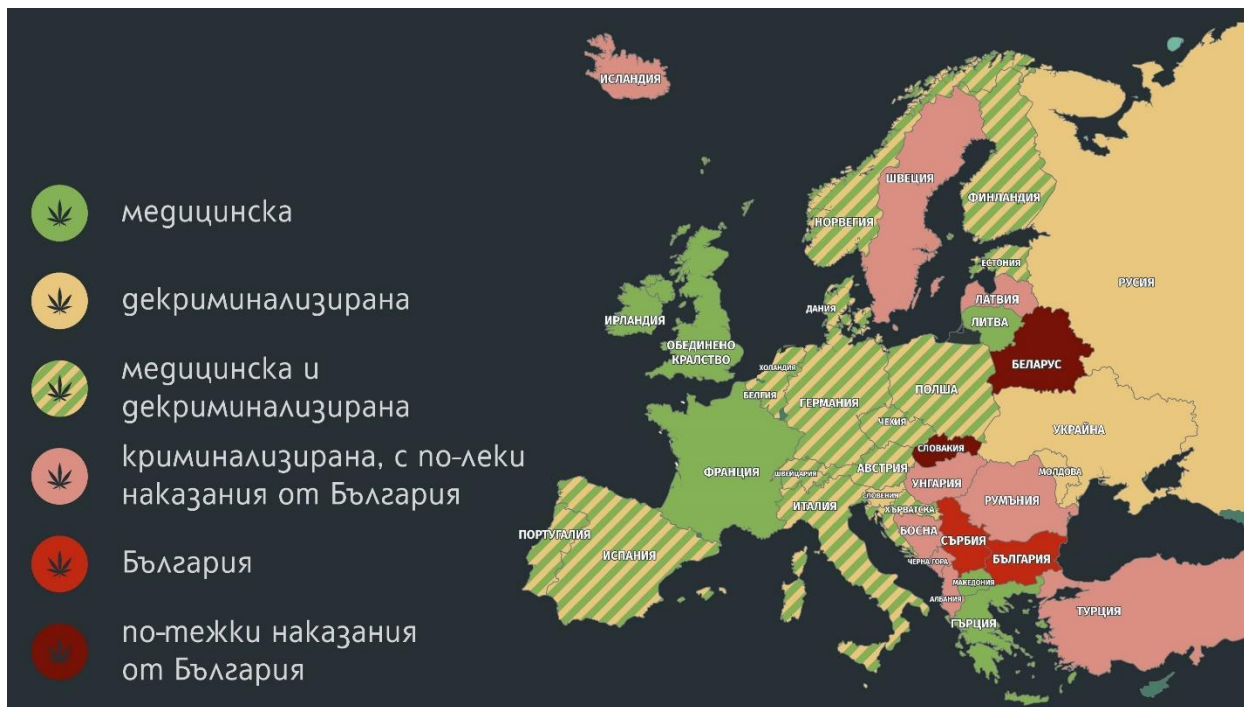 медицинска
декриминализирана
медицинска и
декриминализирана
криминализирана, с по-леки
наказания от България
България
по-тежки наказания
от България
ИСЛАНДИЯ
ШВЕЦИЯ
ФИНЛАНДИЯ
НОРВЕГИЯ
ЕСТОНИЯ
РУСИЯ
ЛАТВИЯ
ДАНИЯ
ЛИТВА
ИРЛАНДИЯ
ОБЕДИНЕНО
КРАЛСТВО
БЕЛАРУС
ХОЛАНДИЯ
ПОЛША
БЕЛГИЯ
ГЕРМАНИЯ
ЧЕХИЯ
УКРАЙНА
СЛОВАКИЯ
ФРАНЦИЯ
ШВЕЙЦАРИЯ
АВСТРИЯ
МОЛДОВА
УНГАРИЯ
СЛОВЕНИЯ
РУМЪНИЯ
ИТАЛИЯ
ХЪРВАТСКА
БОСНА
ПОРТУГАЛИЯ
СЪРБИЯ
ИСПАНИЯ
БЪЛГАРИЯ
ЧЕРНА ГОРА
МАКЕДОНИЯ
АЛБАНИЯ
ТУРЦИЯ
ГЪРЦИЯ